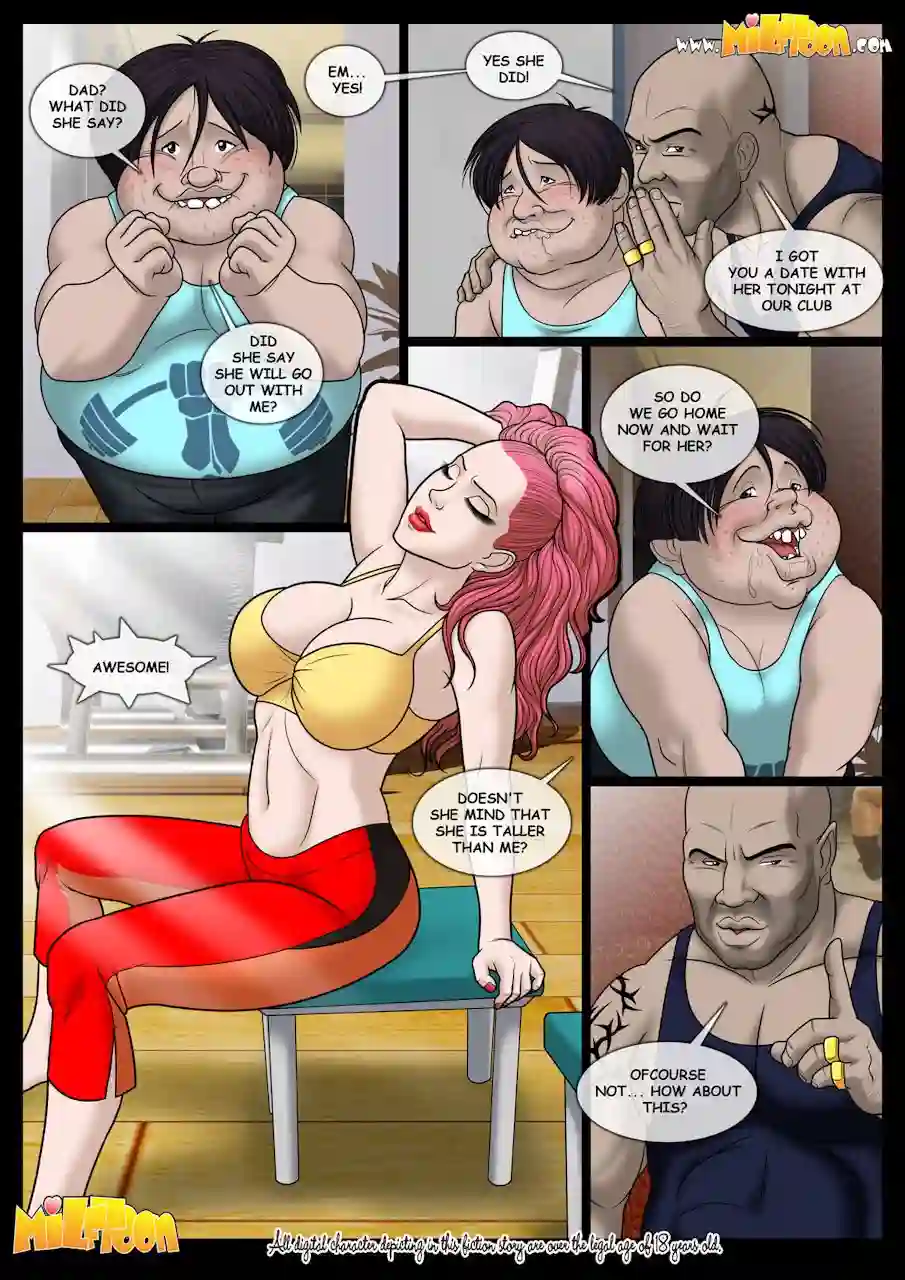 www.MilfToon.com
DAD?
WHAT DID
SHE SAY?
EM...
YES!
YES SHE
DID!
I GOT
YOU A DATE WITH
HER TONIGHT AT
OUR CLUB
DID
SHE SAY
SHE WILL GO
OUT WITH
ME?
SO DO
WE GO HOME
NOW AND WAIT
FOR HER?
AWESOME!
DOESN'T
SHE MIND THAT
SHE IS TALLER
THAN ME?
OFCOURSE
NOT... HOW ABOUT
THIS?
MilfToon
All digital character depisting in this fiction story are over the legal age of 18 years old.